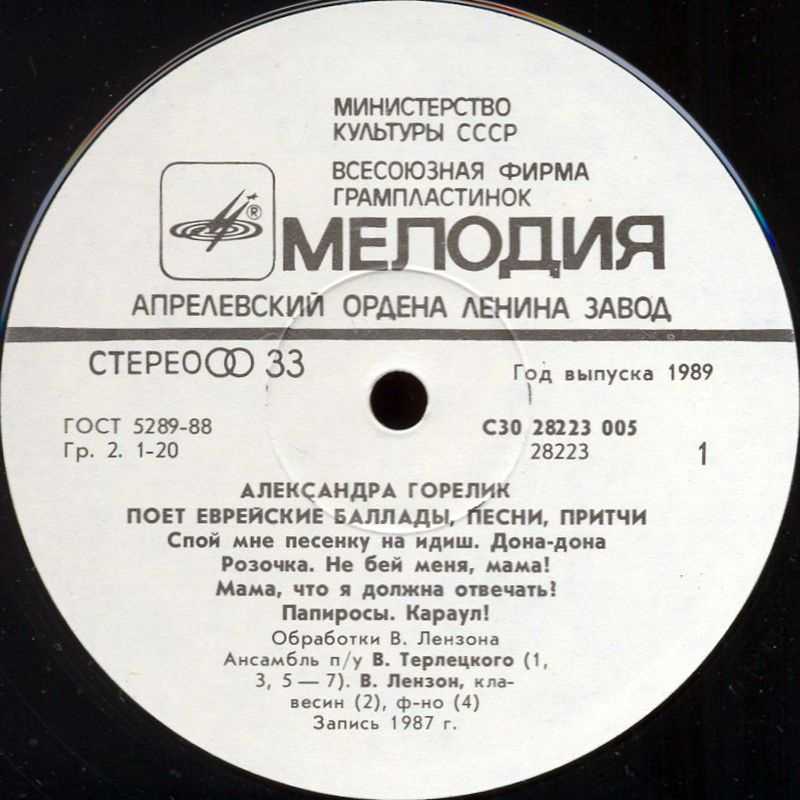 МИНИСТЕРСТВО
КУЛЬТУРЫ СССР
ВСЕСОЮЗНАЯ ФИРМА
ГРАМПЛАСТИНОК
®
МЕЛОДИЯ
АПРЕЛЕВСКИЙ ОРДЕНА ЛЕНИНА ЗАВОД
СТЕРЕО 33
Год выпуска 1989
ГОСТ 5289-88
Гр. 2. 1-20
С30 28223 005
28223
1
АЛЕКСАНДРА ГОРЕЛИК
ПОЕТ ЕВРЕЙСКИЕ БАЛЛАДЫ, ПЕСНИ, ПРИТЧИ
Спой мне песенку на идиш. Дона-дона
Розочка. Не бей меня, мама!
Мама, что я должна отвечать?
Папиросы. Караул!
Обработки В. Лензона
Ансамбль п/у В. Терлецкого (1,
3, 5 — 7). В. Лензон, кла-
весин (2), ф-но (4)
Запись 1987 г.